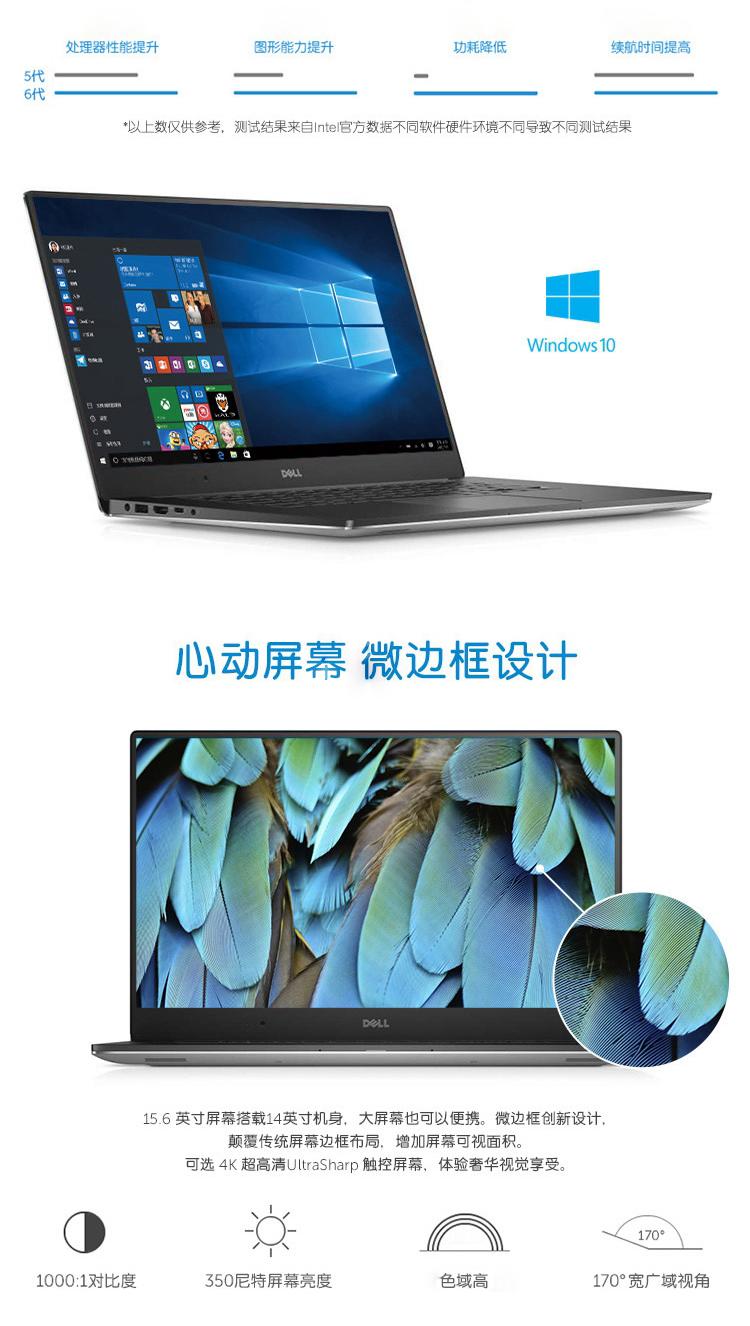 处理器性能提升 图形能力提升 功耗降低 续航时间提高
5代
6代
*以上数仅供参考，测试结果来自Intel官方数据不同软件硬件环境不同导致不同测试结果
Windows 10
DELL
心动屏幕 微边框设计
DELL
15.6 英寸屏幕搭载14英寸机身，大屏幕也可以便携。微边框创新设计，
颠覆传统屏幕边框布局，增加屏幕可视面积。
可选 4K 超高清UltraSharp 触控屏幕，体验奢华视觉享受。
170°
1000:1对比度 350尼特屏幕亮度 色域高 170°宽广域视角